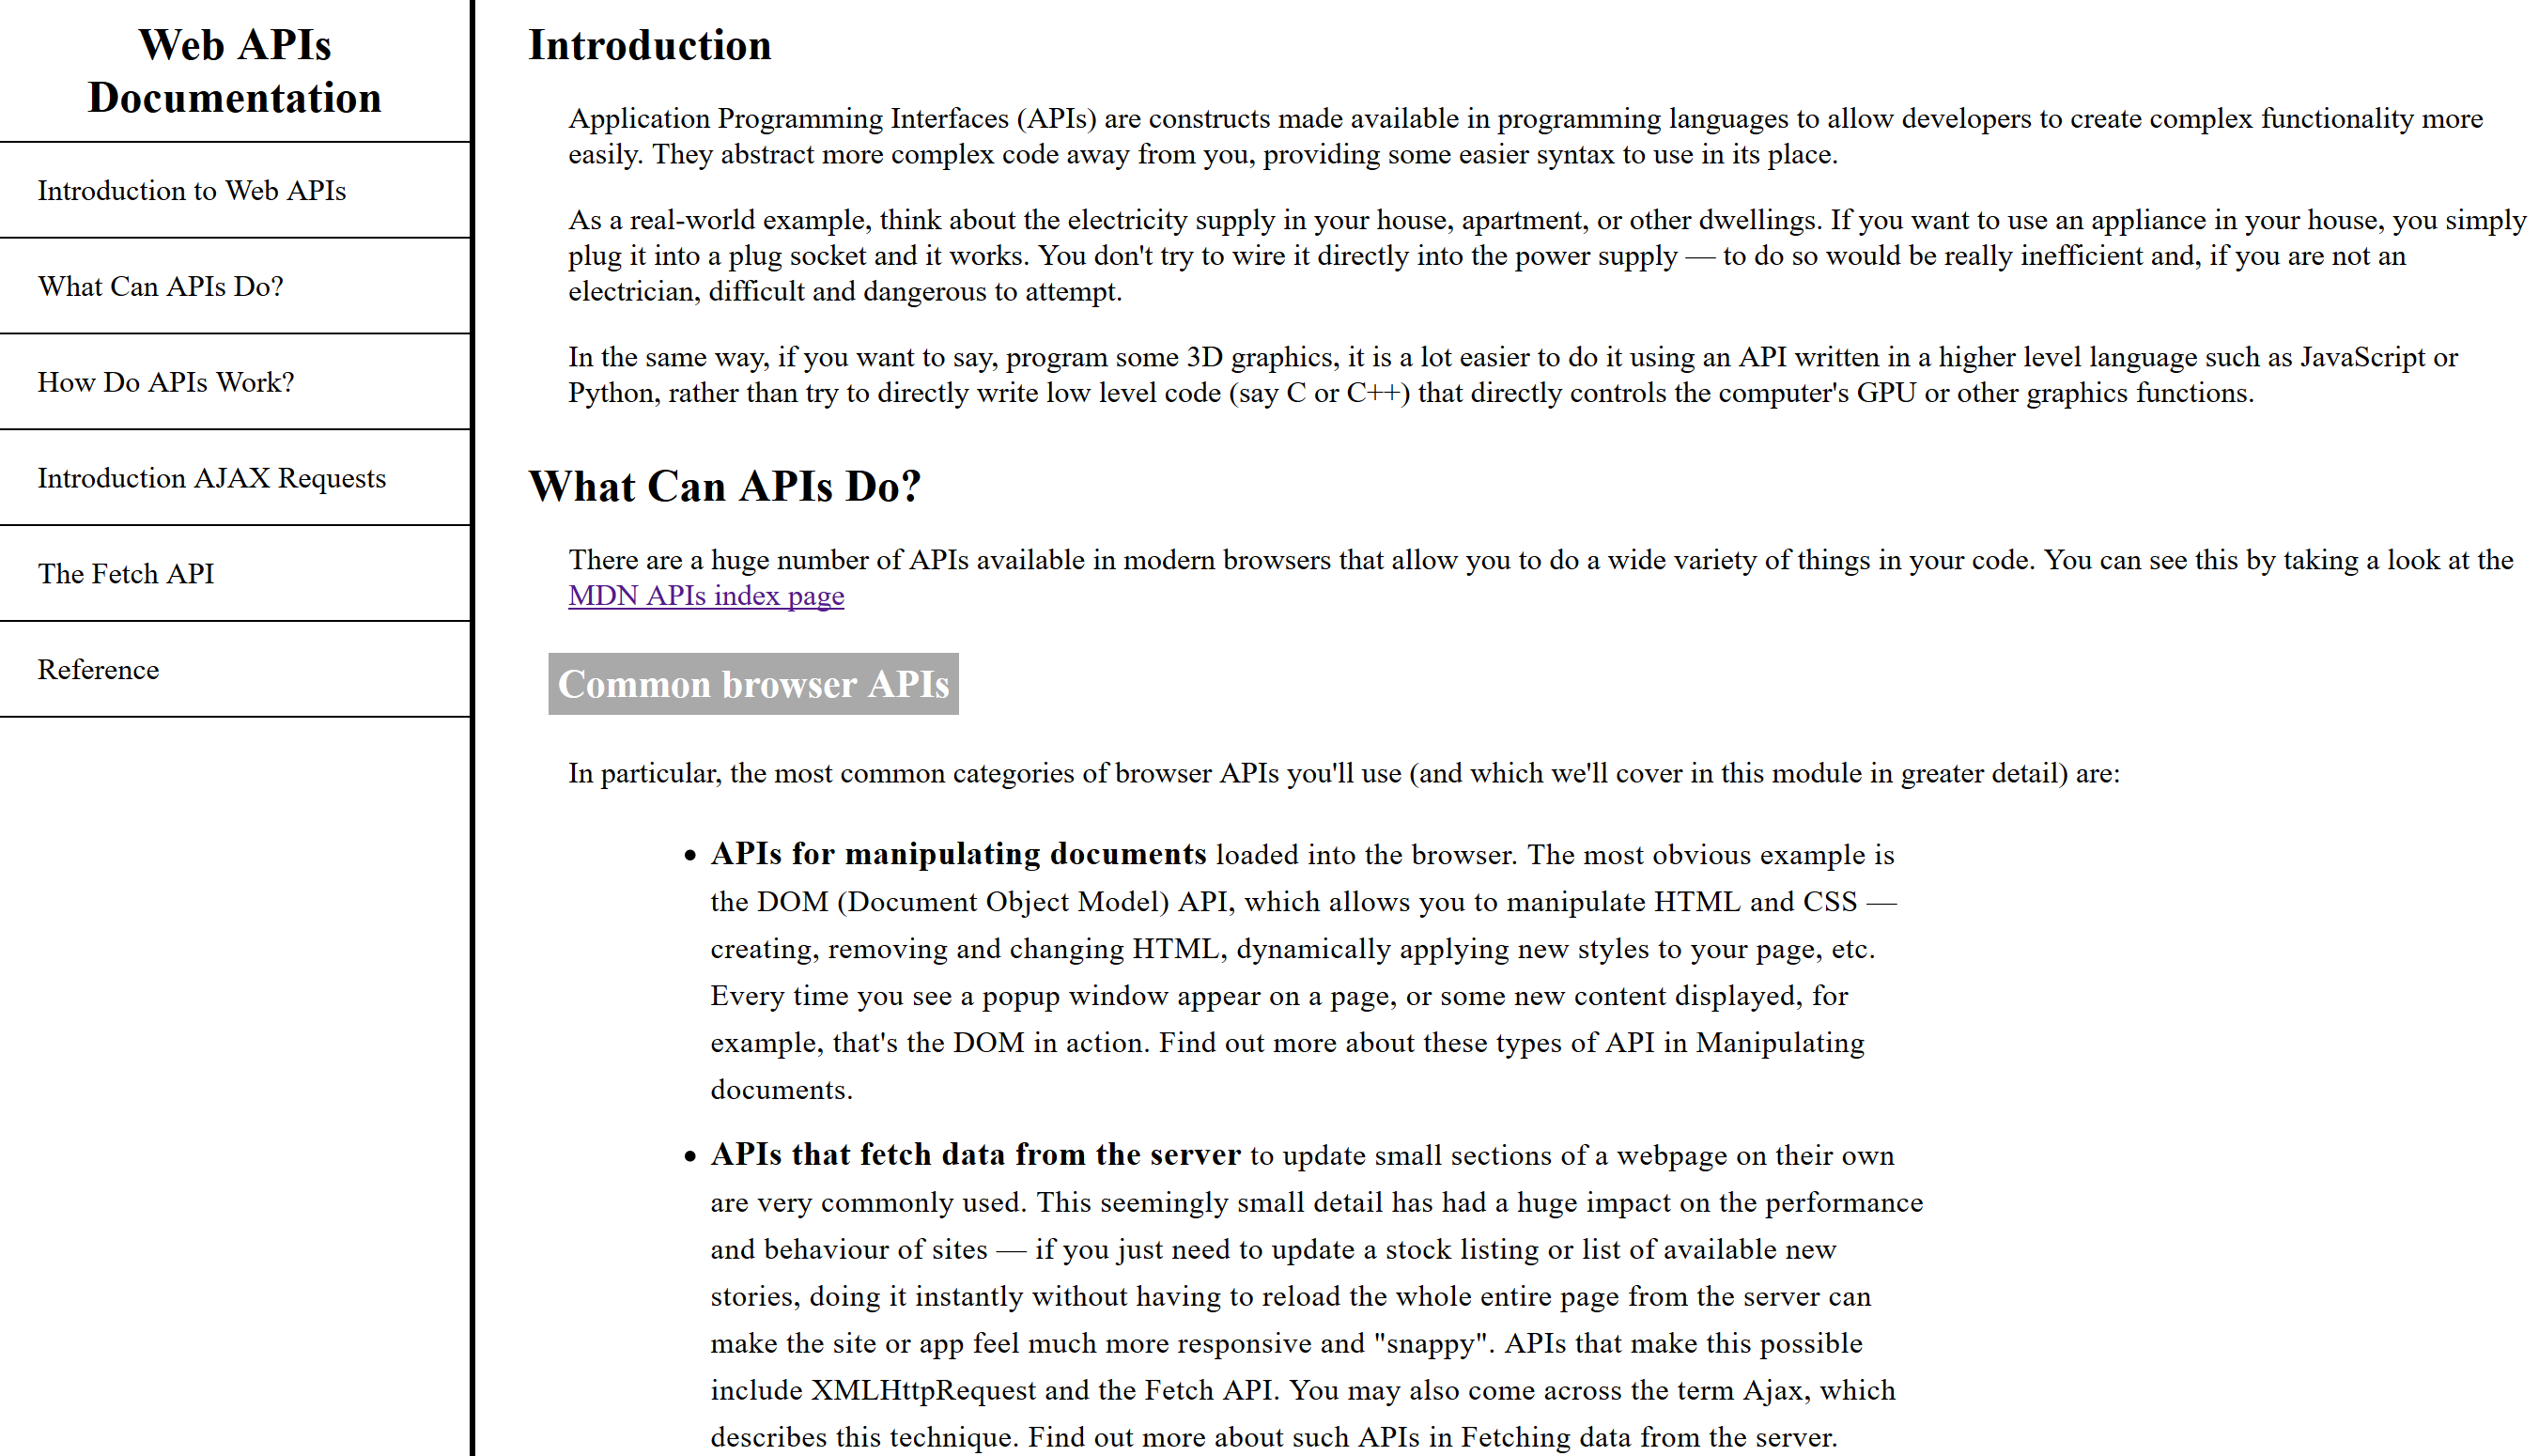 Web APIs
Documentation
Introduction to Web APIs
What Can APIs Do?
How Do APIs Work?
Introduction AJAX Requests
The Fetch API
Reference
Introduction
Application Programming Interfaces (APIs) are constructs made available in programming languages to allow developers to create complex functionality more
easily. They abstract more complex code away from you, providing some easier syntax to use in its place.
As a real-world example, think about the electricity supply in your house, apartment, or other dwellings. If you want to use an appliance in your house, you simply
plug it into a plug socket and it works. You don't try to wire it directly into the power supply — to do so would be really inefficient and, if you are not an
electrician, difficult and dangerous to attempt.
In the same way, if you want to say, program some 3D graphics, it is a lot easier to do it using an API written in a higher level language such as JavaScript or
Python, rather than try to directly write low level code (say C or C++) that directly controls the computer's GPU or other graphics functions.
What Can APIs Do?
There are a huge number of APIs available in modern browsers that allow you to do a wide variety of things in your code. You can see this by taking a look at the
MDN APIs index page
Common browser APIs
In particular, the most common categories of browser APIs you'll use (and which we'll cover in this module in greater detail) are:
• APIs for manipulating documents loaded into the browser. The most obvious example is
the DOM (Document Object Model) API, which allows you to manipulate HTML and CSS —
creating, removing and changing HTML, dynamically applying new styles to your page, etc.
Every time you see a popup window appear on a page, or some new content displayed, for
example, that's the DOM in action. Find out more about these types of API in Manipulating
documents.
• APIs that fetch data from the server to update small sections of a webpage on their own
are very commonly used. This seemingly small detail has had a huge impact on the performance
and behaviour of sites — if you just need to update a stock listing or list of available new
stories, doing it instantly without having to reload the whole entire page from the server can
make the site or app feel much more responsive and "snappy". APIs that make this possible
include XMLHttpRequest and the Fetch API. You may also come across the term Ajax, which
describes this technique. Find out more about such APIs in Fetching data from the server.